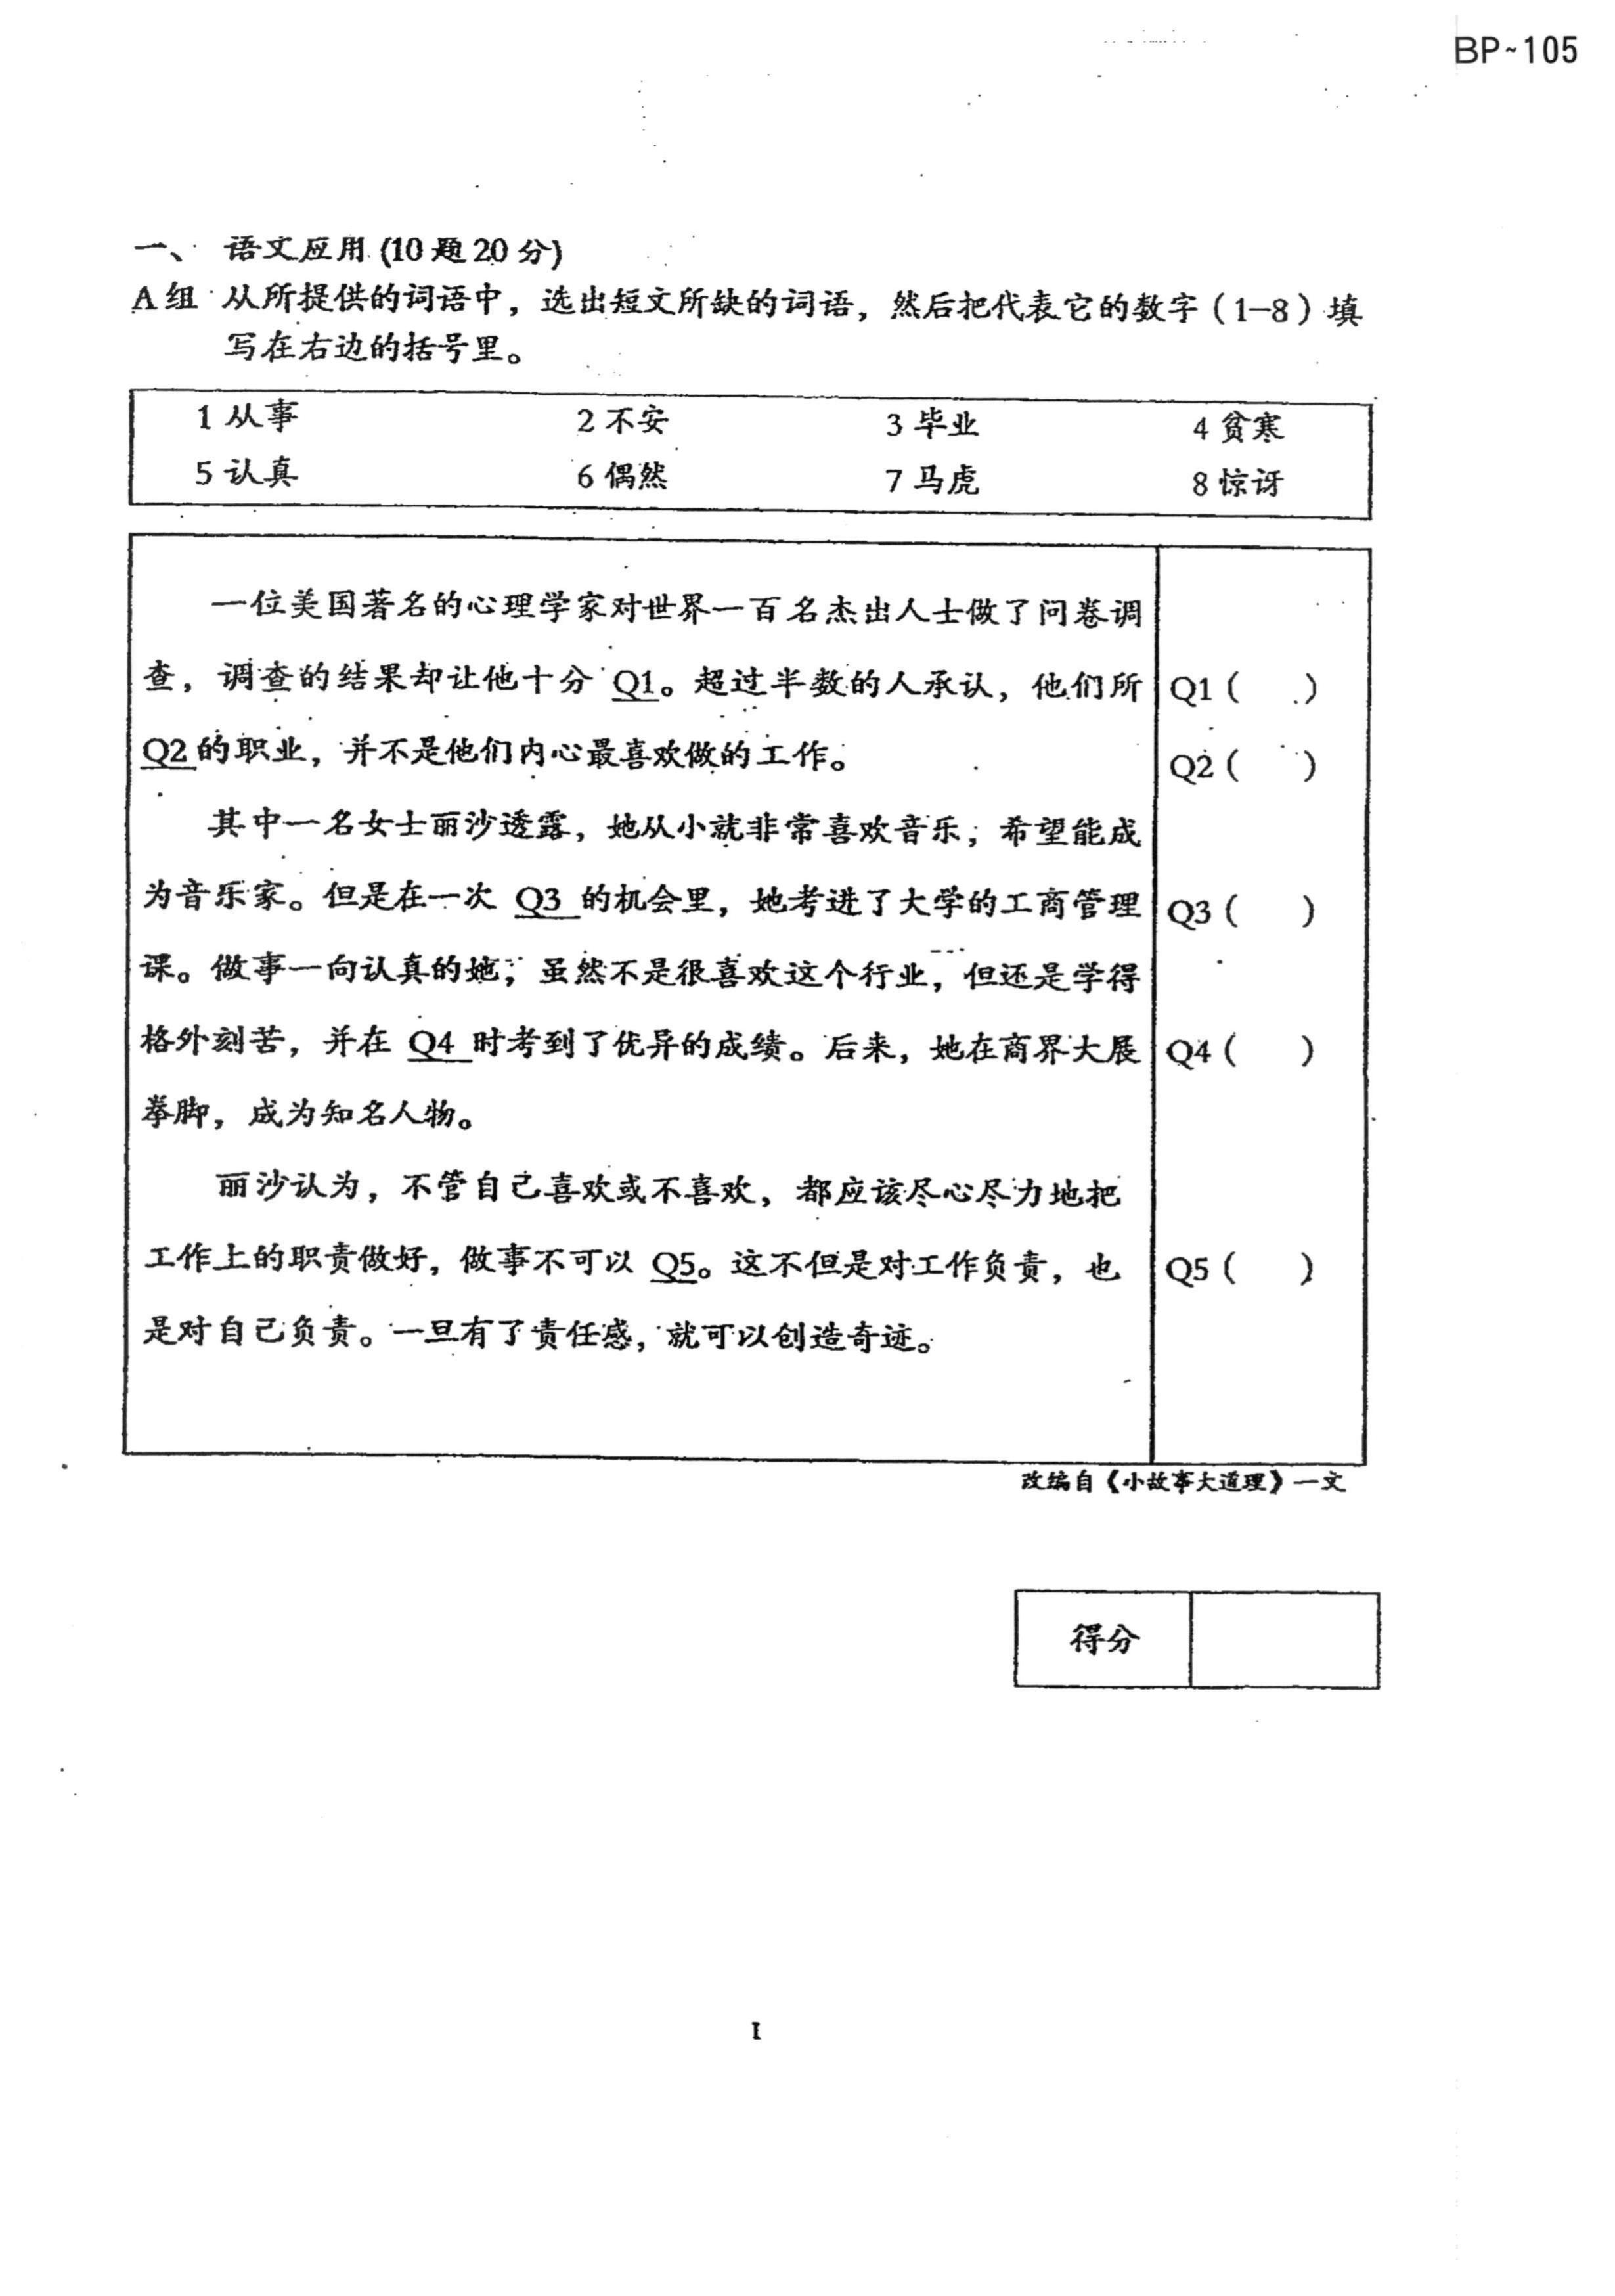 BP~105
一、 语文应用 (10 题 20 分)
A 组 从所提供的词语中，选出短文所缺的词语，然后把代表它的数字（1–8）填
写在右边的括号里。
1 从事 2 不安 3 毕业 4 贫寒
5 认真 6 偶然 7 马虎 8 惊讶
一位美国著名的心理学家对世界一百名杰出人士做了问卷调
查，调查的结果却让他十分 Q1。超过半数的人承认，他们所 Q1 ( )
Q2 的职业，并不是他们内心最喜欢做的工作。 Q2 ( )
其中一名女士丽沙透露，她从小就非常喜欢音乐，希望能成
为音乐家。但是在一次 Q3 的机会里，她考进了大学的工商管理 Q3 ( )
课。做事一向认真的她，虽然不是很喜欢这个行业，但还是学得
格外刻苦，并在 Q4 时考到了优异的成绩。后来，她在商界大展 Q4 ( )
拳脚，成为知名人物。
丽沙认为，不管自己喜欢或不喜欢，都应该尽心尽力地把
工作上的职责做好，做事不可以 Q5。这不但是对工作负责，也 Q5 ( )
是对自己负责。一旦有了责任感，就可以创造奇迹。
改编自《小故事大道理》一文
得分
1